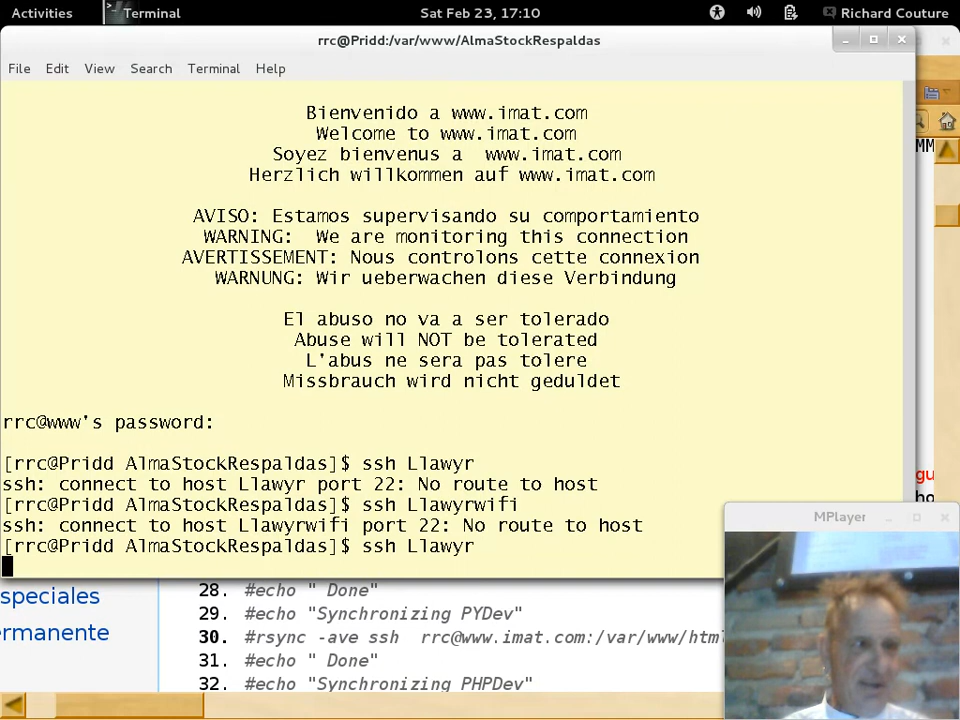 Activities Terminal Sat Feb 23, 17:10 Richard Couture
rrc@Pridd:/var/www/AlmaStockRespaldas
File Edit View Search Terminal Help
Bienvenido a www.imat.com
Welcome to www.imat.com
Soyez bienvenus a www.imat.com
Herzlich willkommen auf www.imat.com
AVISO: Estamos supervisando su comportamiento
WARNING: We are monitoring this connection
AVERTISSEMENT: Nous controlons cette connexion
WARNUNG: Wir ueberwachen diese Verbindung
El abuso no va a ser tolerado
Abuse will NOT be tolerated
L'abus ne sera pas tolere
Missbrauch wird nicht geduldet
rrc@www's password:
[rrc@Pridd AlmaStockRespaldas]$ ssh Llawyr
ssh: connect to host Llawyr port 22: No route to host
[rrc@Pridd AlmaStockRespaldas]$ ssh Llawyrwifi
ssh: connect to host Llawyrwifi port 22: No route to host
[rrc@Pridd AlmaStockRespaldas]$ ssh Llawyr
MPlayer
speciales
ermanente
28. #echo " Done"
29. #echo "Synchronizing PYDev"
30. #rsync -ave ssh rrc@www.imat.com:/var/www/html
31. #echo " Done"
32. #echo "Synchronizing PHPDev"